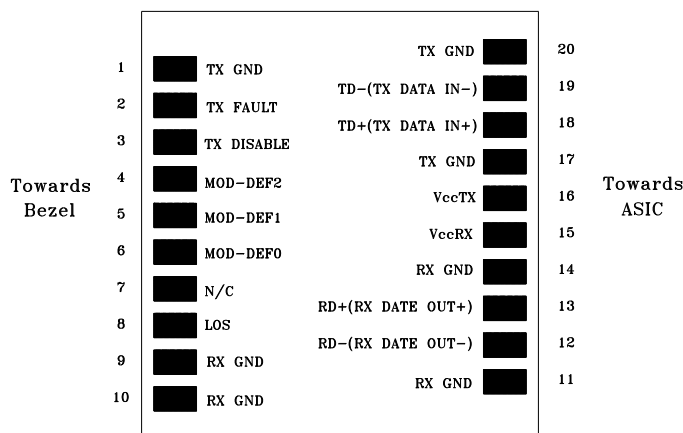 Towards
Bezel
1 TX GND
2 TX FAULT
3 TX DISABLE
4 MOD-DEF2
5 MOD-DEF1
6 MOD-DEF0
7 N/C
8 LOS
9 RX GND
10 RX GND
TX GND 20
TD-(TX DATA IN-) 19
TD+(TX DATA IN+) 18
TX GND 17
VccTX 16
VccRX 15
RX GND 14
RD+(RX DATE OUT+) 13
RD-(RX DATE OUT-) 12
RX GND 11
Towards
ASIC